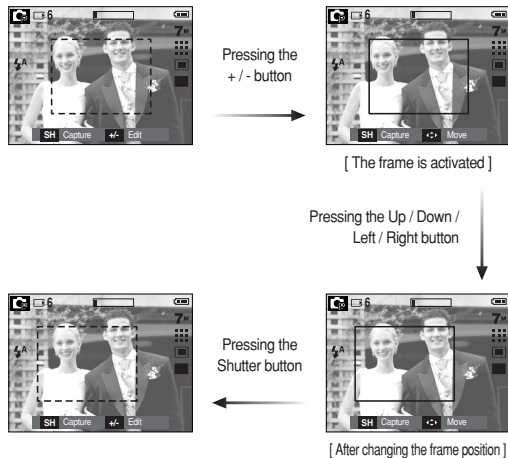 6
7M
A
SH Capture +/- Edit
Pressing the
+ / - button
6
7M
A
SH Capture Move
[ The frame is activated ]
Pressing the Up / Down /
Left / Right button
6
7M
A
SH Capture +/- Edit
Pressing the
Shutter button
6
7M
A
SH Capture Move
[ After changing the frame position ]